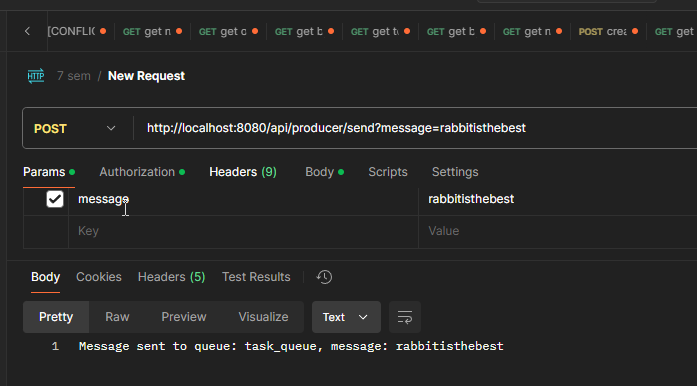 [CONFLIC GET get n GET get c GET get b GET get t GET get b GET get n POST crea GET get
HTTP 7 sem / New Request
POST http://localhost:8080/api/producer/send?message=rabbitisthebest
Params Authorization Headers (9) Body Scripts Settings
message rabbitisthebest
Key Value
Body Cookies Headers (5) Test Results
Pretty Raw Preview Visualize Text
1 Message sent to queue: task_queue, message: rabbitisthebest